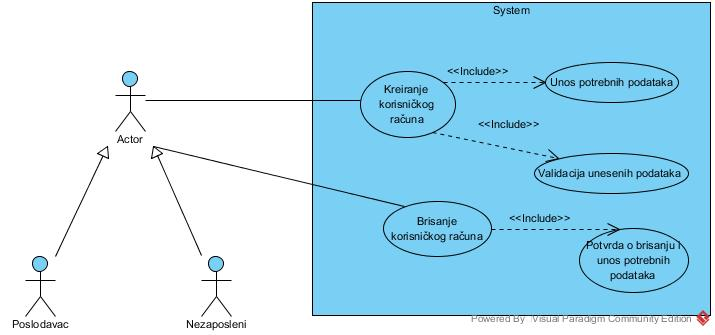 System
<<Include>>
Kreiranje
korisničkog
računa
Unos potrebnih podataka
<<Include>>
Actor
Validacija unesenih podataka
Brisanje
korisničkog računa
<<Include>>
Potvrda o brisanju I
unos potrebnih
podataka
Poslodavac
Nezaposleni
Powered By Visual Paradigm Community Edition